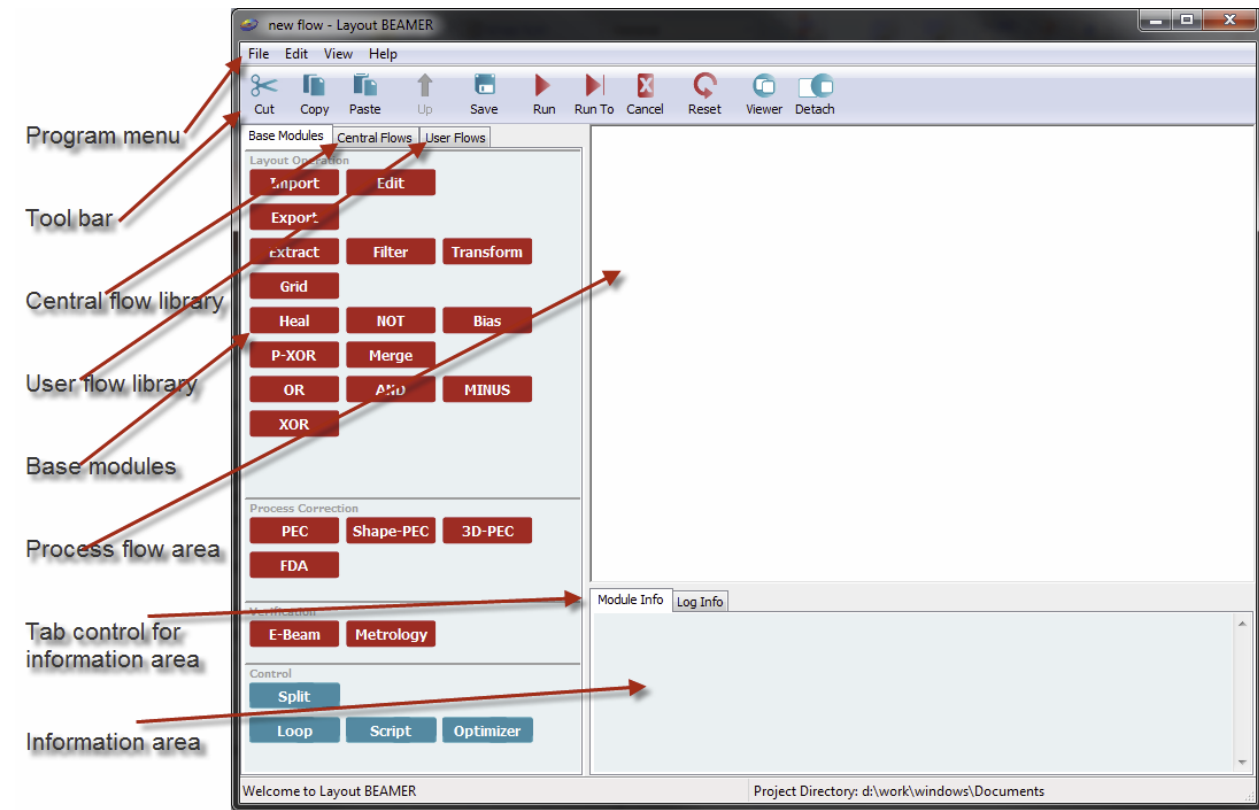 new flow - Layout BEAMER
File Edit View Help
Cut Copy Paste Up Save Run Run To Cancel Reset Viewer Detach
Program menu
Tool bar
Central flow library
User flow library
Base modules
Process flow area
Tab control for
information area
Information area
Base Modules Central Flows User Flows
Layout Operation
Import Edit
Export
Extract Filter Transform
Grid
Heal NOT Bias
P-XOR Merge
OR AND MINUS
XOR
Process Correction
PEC Shape-PEC 3D-PEC
FDA
Verification
E-Beam Metrology
Control
Split
Loop Script Optimizer
Module Info Log Info
Welcome to Layout BEAMER Project Directory: d:\work\windows\Documents